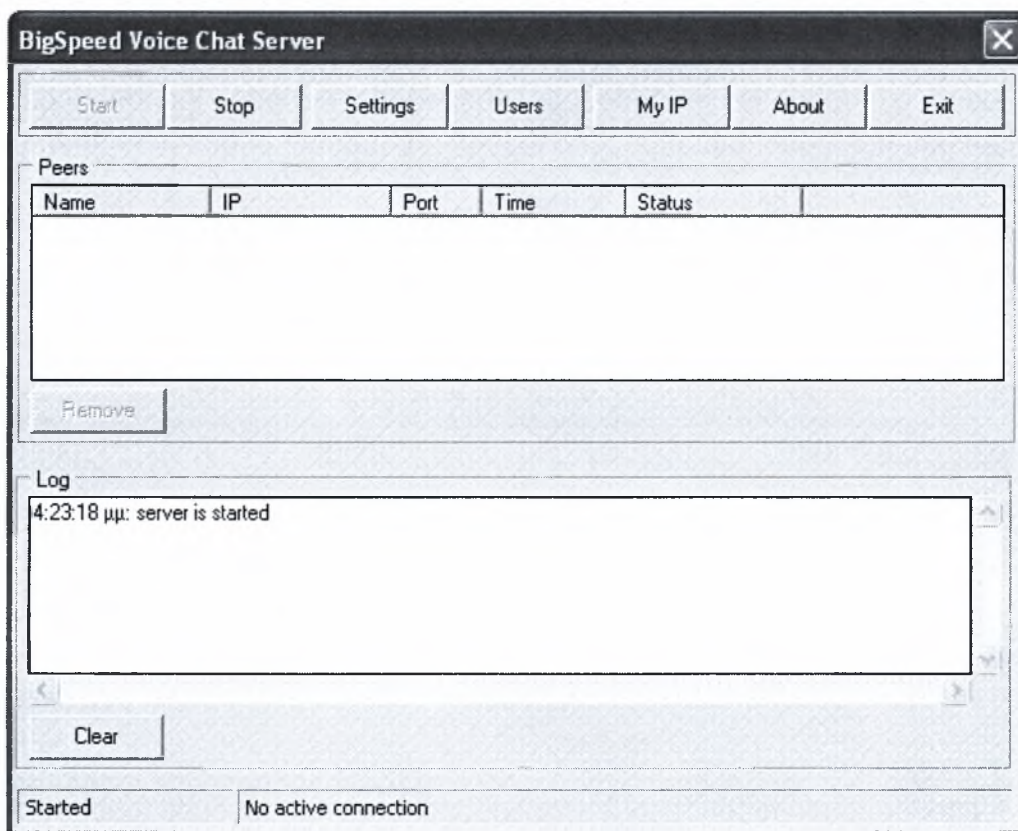 BigSpeed Voice Chat Server
Start Stop Settings Users My IP About Exit
Peers
Name IP Port Time Status
Remove
Log
4:23:18 μμ: server is started
Clear
Started No active connection